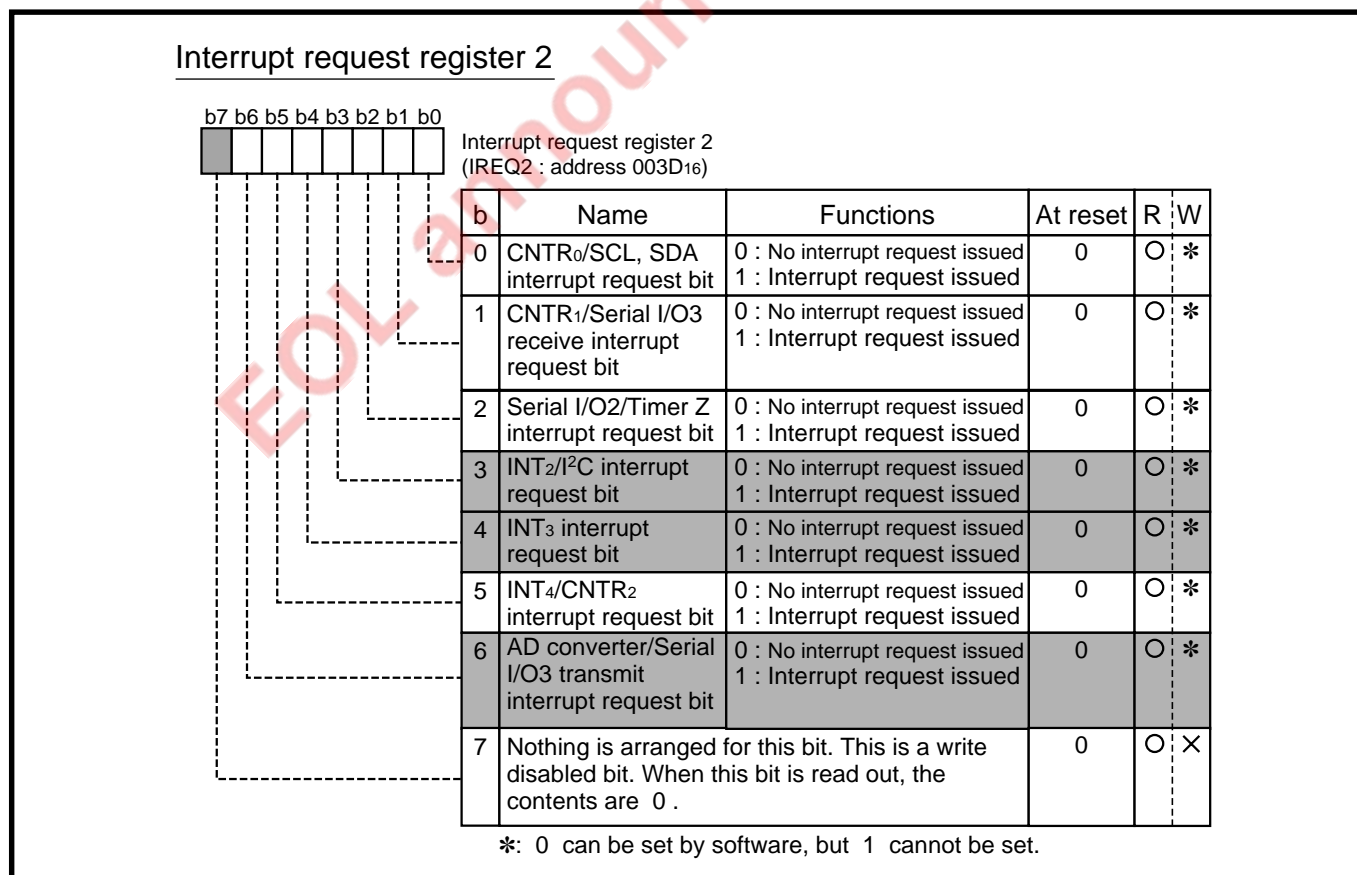 Interrupt request register 2
b7 b6 b5 b4 b3 b2 b1 b0
Interrupt request register 2
(IREQ2 : address 003D16)
b Name Functions At reset R W
0 CNTR0/SCL, SDA 0 : No interrupt request issued 0 O ✻
interrupt request bit 1 : Interrupt request issued
1 CNTR1/Serial I/O3 0 : No interrupt request issued 0 O ✻
receive interrupt 1 : Interrupt request issued
request bit
2 Serial I/O2/Timer Z 0 : No interrupt request issued 0 O ✻
interrupt request bit 1 : Interrupt request issued
3 INT2/I2C interrupt 0 : No interrupt request issued 0 O ✻
request bit 1 : Interrupt request issued
4 INT3 interrupt 0 : No interrupt request issued 0 O ✻
request bit 1 : Interrupt request issued
5 INT4/CNTR2 0 : No interrupt request issued 0 O ✻
interrupt request bit 1 : Interrupt request issued
6 AD converter/Serial 0 : No interrupt request issued 0 O ✻
I/O3 transmit 1 : Interrupt request issued
interrupt request bit
7 Nothing is arranged for this bit. This is a write 0 O ×
disabled bit. When this bit is read out, the
contents are 0 .
✻: 0 can be set by software, but 1 cannot be set.
EOL